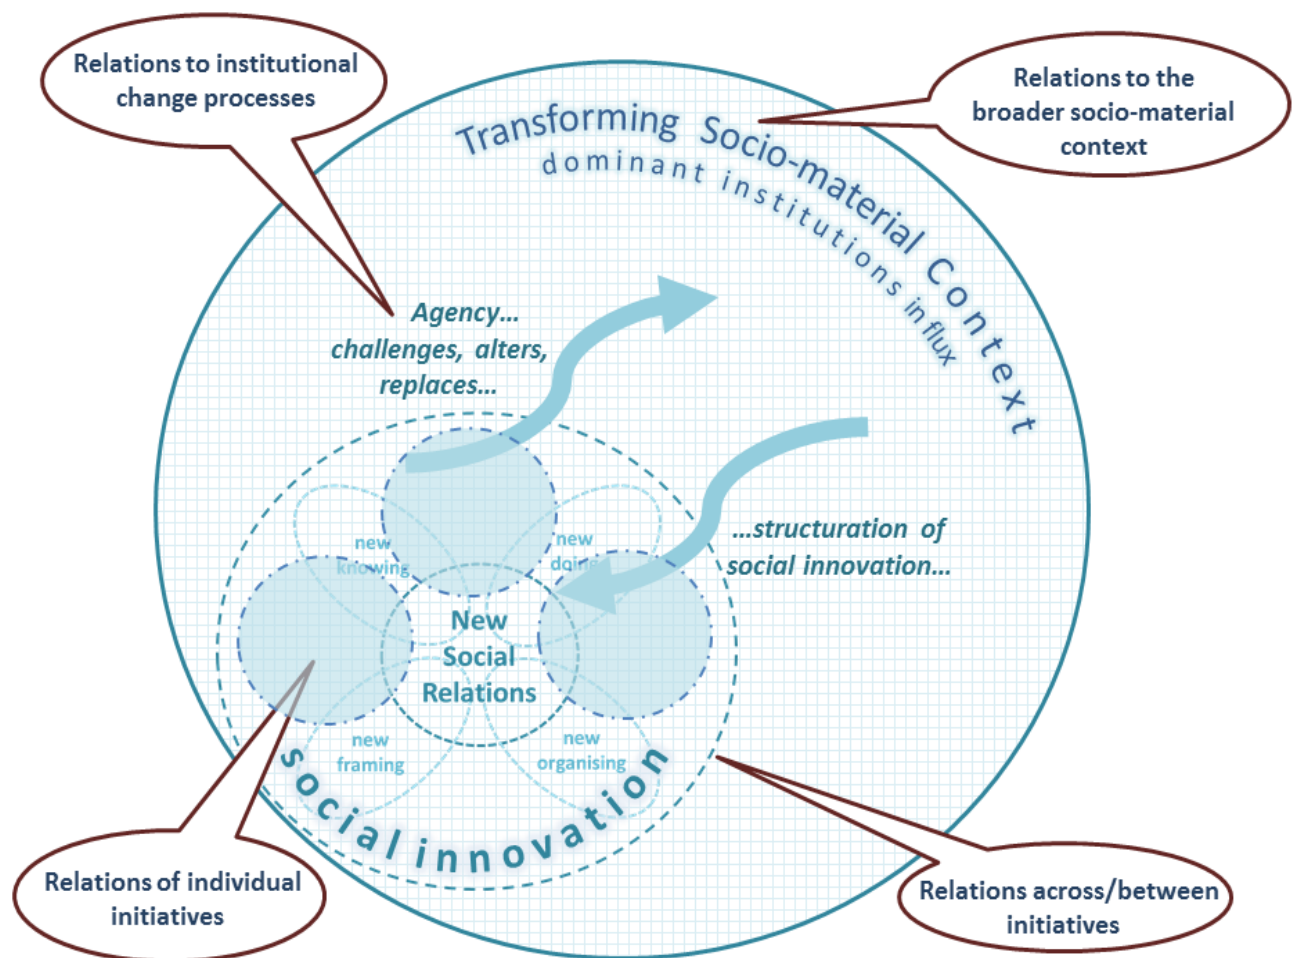 Relations to institutional
change processes
Relations to the
broader socio-material
context
Transforming Socio-material Context
dominant institutions in flux
Agency...
challenges, alters,
replaces...
...structuration of
social innovation...
new
knowing
new
doing
New
Social
Relations
new
framing
new
organising
social innovation
Relations of individual
initiatives
Relations across/between
initiatives